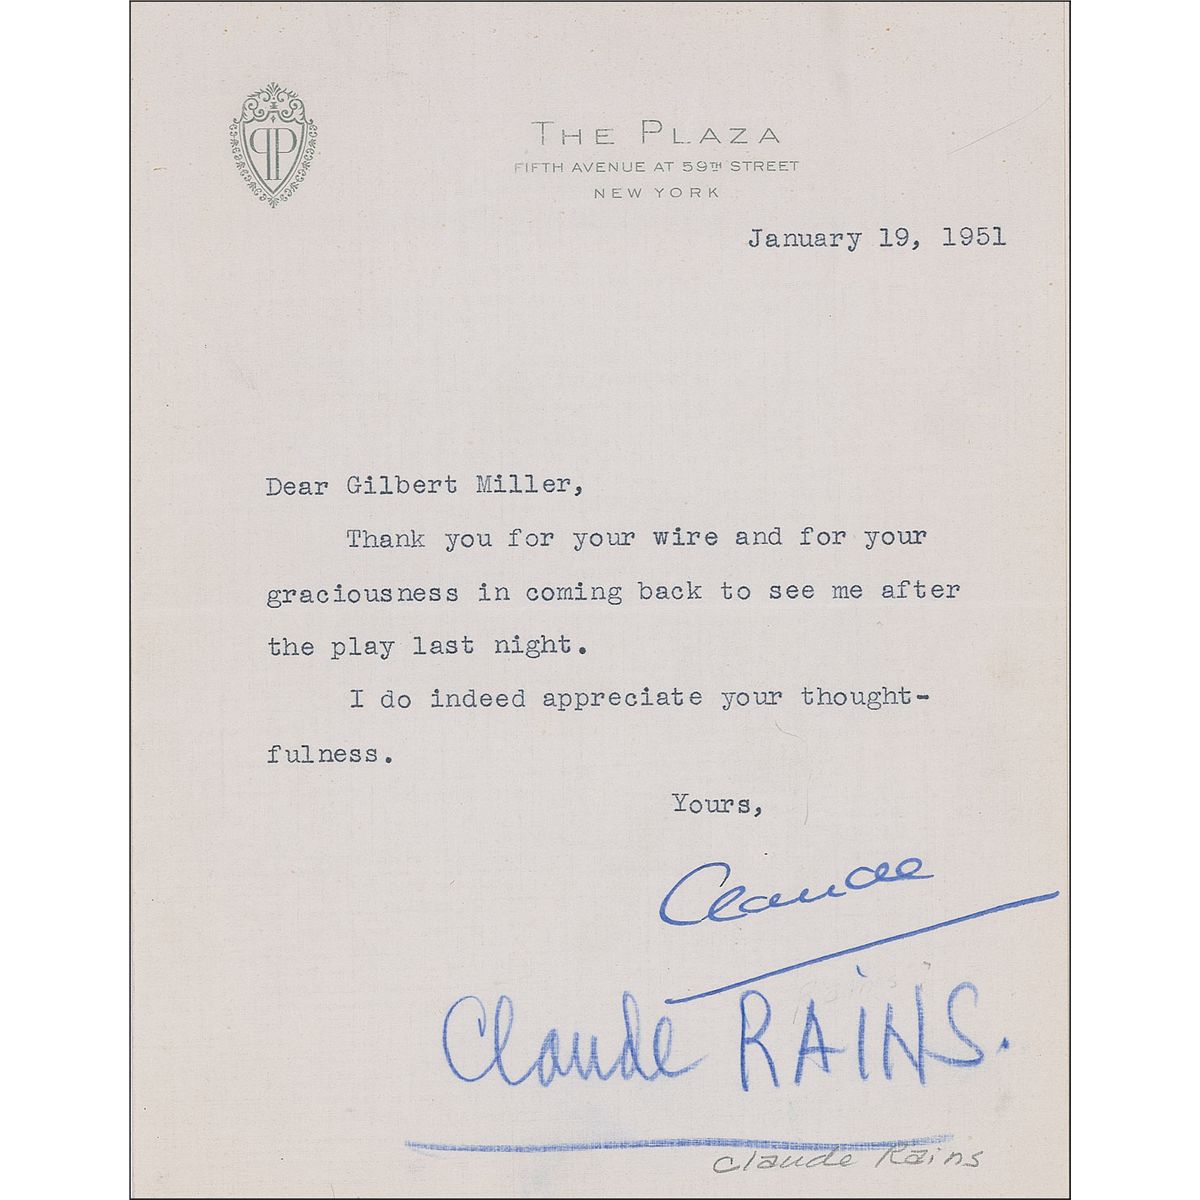 THE PLAZA
FIFTH AVENUE AT 59TH STREET
NEW YORK
January 19, 1951
Dear Gilbert Miller,
Thank you for your wire and for your
graciousness in coming back to see me after
the play last night.
I do indeed appreciate your thought-
fulness.
Yours,
Claude
Rains?
Claude RAINS.
Claude Rains